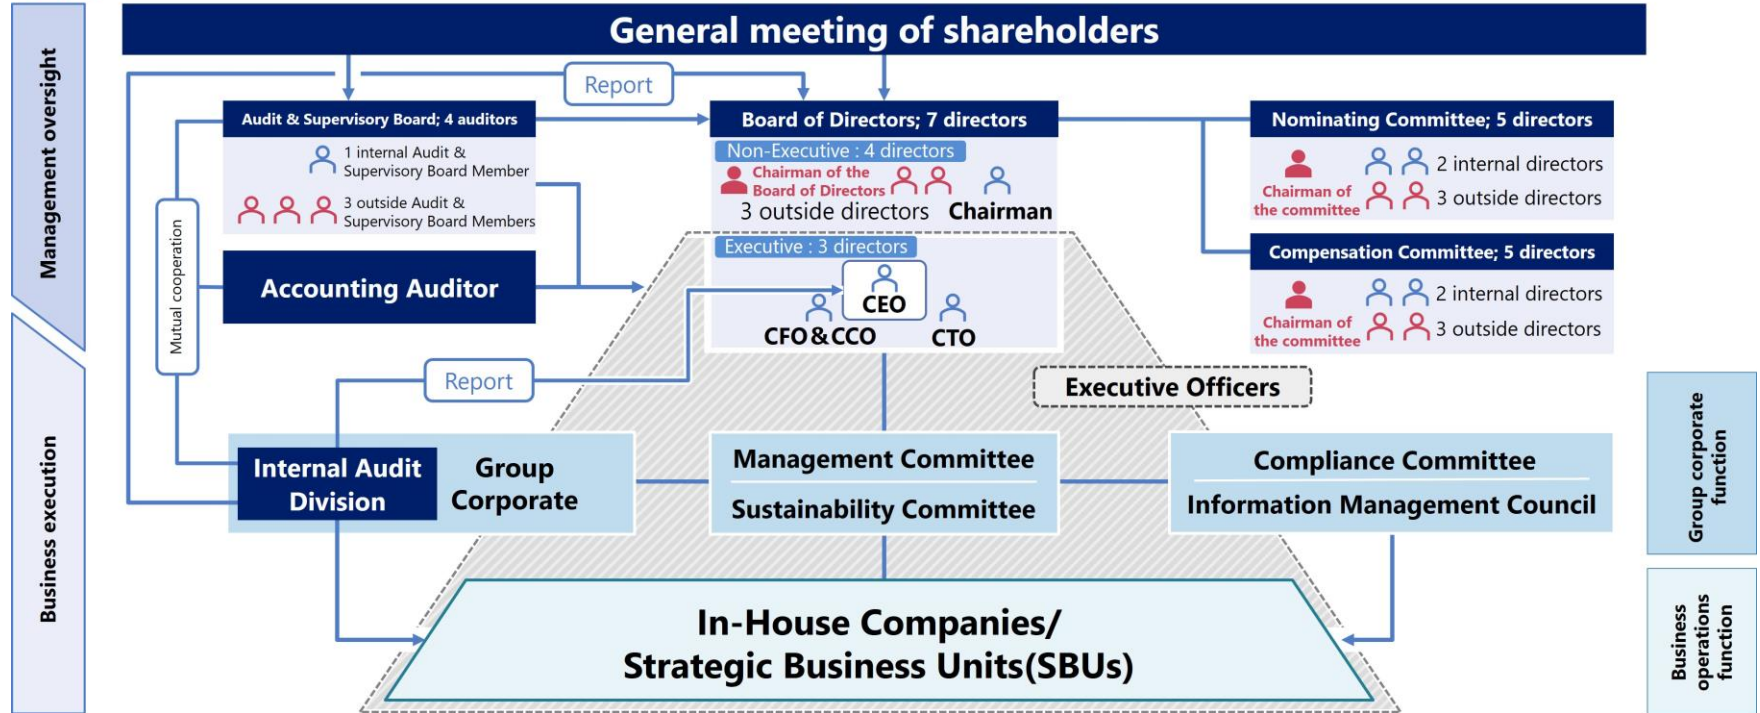 General meeting of shareholders
Management oversight
Report
Audit & Supervisory Board; 4 auditors
1 internal Audit &
Supervisory Board Member
3 outside Audit &
Supervisory Board Members
Board of Directors; 7 directors
Non-Executive : 4 directors
Chairman of the
Board of Directors
3 outside directors
Chairman
Nominating Committee; 5 directors
2 internal directors
Chairman of
the committee
3 outside directors
Mutual cooperation
Accounting Auditor
Executive : 3 directors
CEO
CFO & CCO
CTO
Compensation Committee; 5 directors
2 internal directors
Chairman of
the committee
3 outside directors
Business execution
Report
Executive Officers
Internal Audit
Division
Group
Corporate
Management Committee
Sustainability Committee
Compliance Committee
Information Management Council
Group corporate
function
In-House Companies/
Strategic Business Units(SBUs)
Business
operations
function